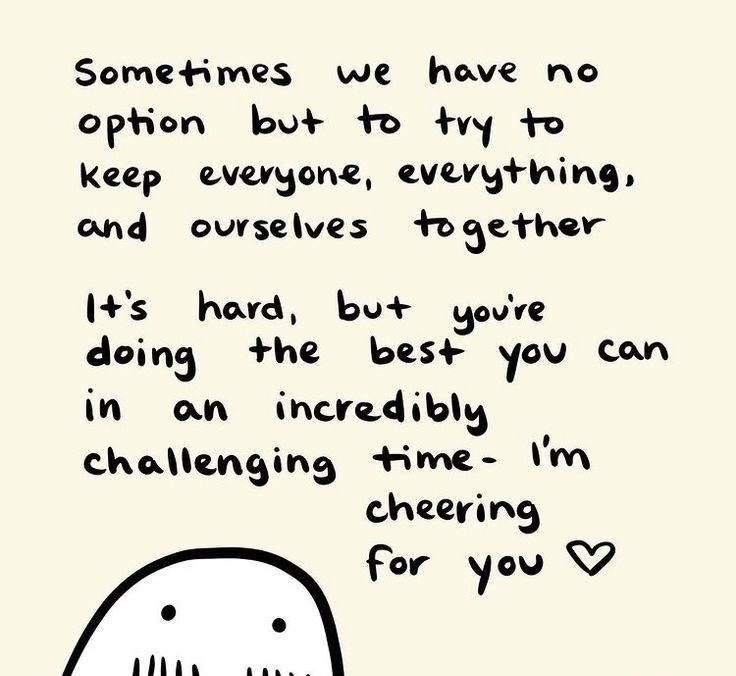 Sometimes we have no
option but to try to
keep everyone, everything,
and ourselves together
It's hard, but you're
doing the best you can
in an incredibly
challenging time- I'm
cheering
for you ♡